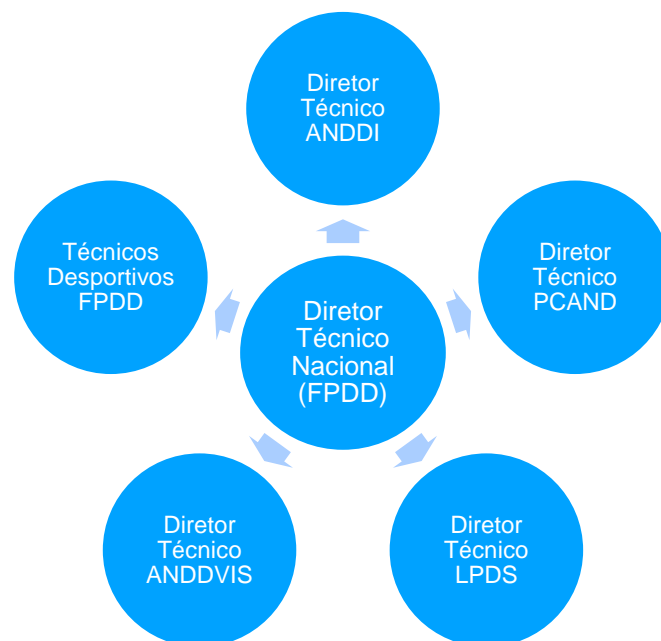 Diretor
Técnico
ANDDI
Técnicos
Desportivos
FPDD
Diretor
Técnico
PCAND
Diretor
Técnico
Nacional
(FPDD)
Diretor
Técnico
ANDDVIS
Diretor
Técnico
LPDS